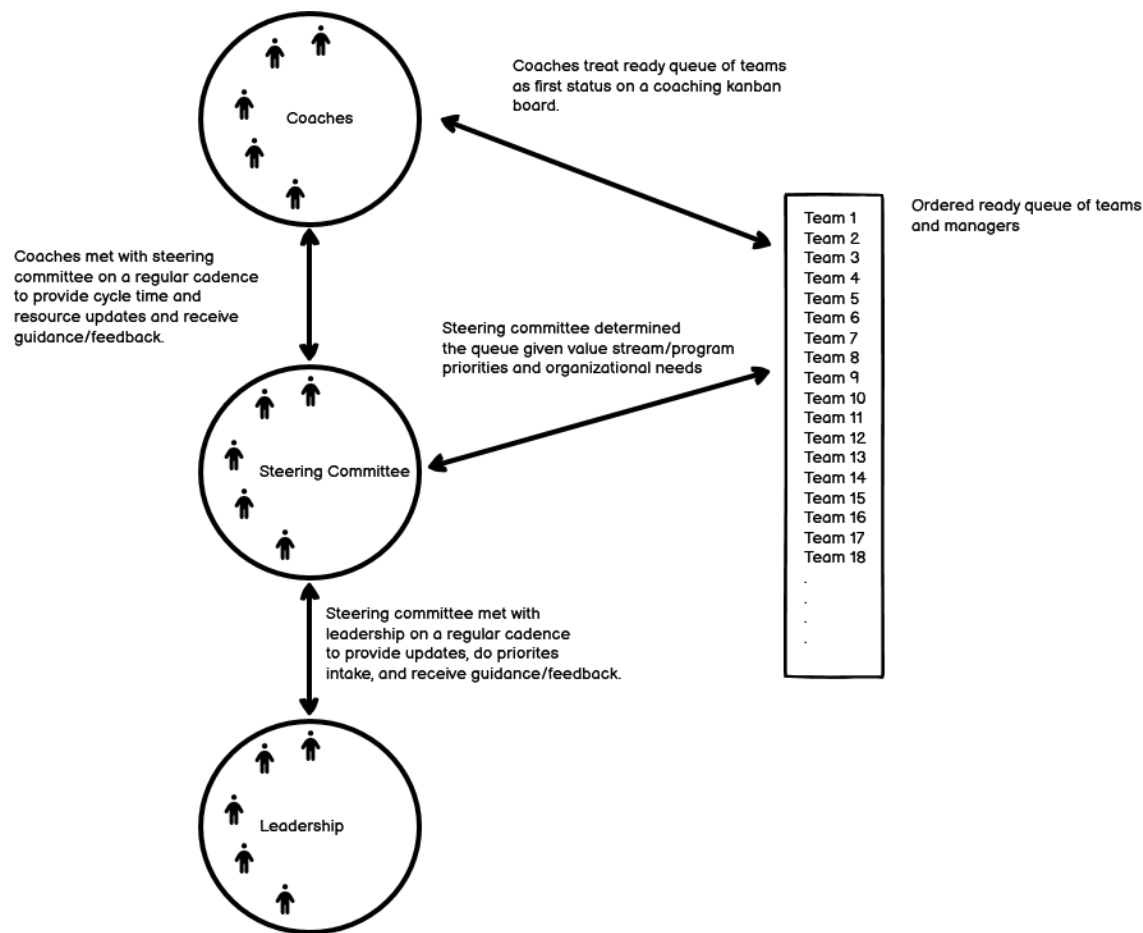 Coaches
Coaches treat ready queue of teams
as first status on a coaching kanban
board.
Ordered ready queue of teams
and managers
Team 1
Team 2
Team 3
Team 4
Team 5
Team 6
Team 7
Team 8
Team 9
Team 10
Team 11
Team 12
Team 13
Team 14
Team 15
Team 16
Team 17
Team 18
.
.
.
.
Coaches met with steering
committee on a regular cadence
to provide cycle time and
resource updates and receive
guidance/feedback.
Steering committee determined
the queue given value stream/program
priorities and organizational needs
Steering Committee
Steering committee met with
leadership on a regular cadence
to provide updates, do priorites
intake, and receive guidance/feedback.
Leadership